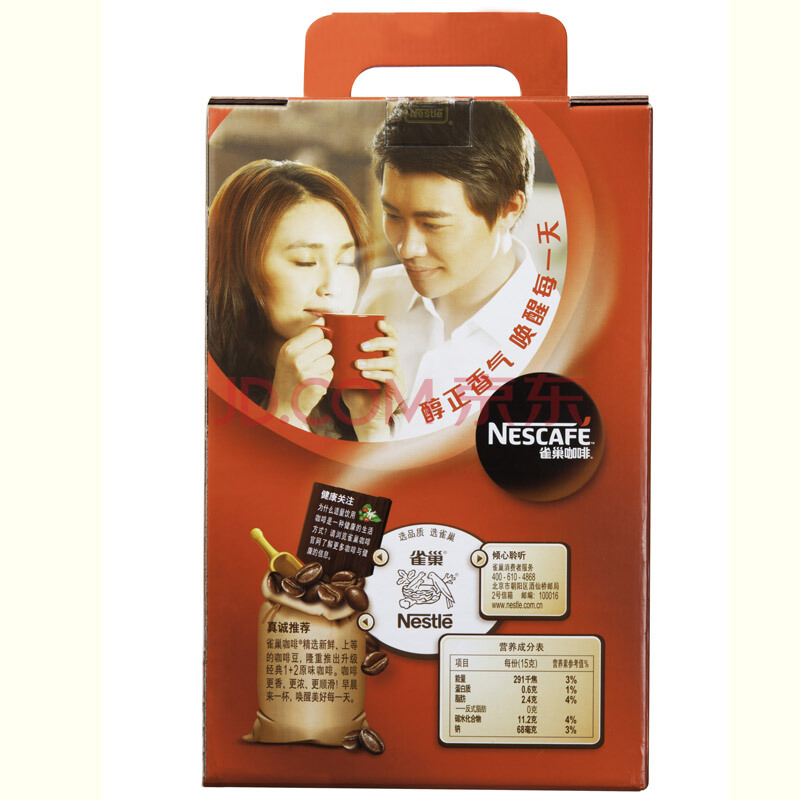 Nestlé
醇正香气 唤醒每一天
JD.COM 京东
NESCAFÉ
雀巢咖啡®
健康关注
为什么适量饮用
咖啡是一种健康的生活
方式?请浏览雀巢咖啡
官网了解更多咖啡与健
康的信息。
选品质 选雀巢
雀巢®
Nestlé
倾心聆听
雀巢消费者服务
400-610-4868
北京市朝阳区酒仙桥邮局
2号信箱 邮编:100016
www.nestle.com.cn
真诚推荐
雀巢咖啡®精选新鲜、上等
的咖啡豆,隆重推出升级
经典1+2原味咖啡。咖啡
更香、更浓、更顺滑!早晨
来一杯,唤醒美好每一天。
营养成分表
项目 每份(15克) 营养素参考值%
能量 291千焦 3%
蛋白质 0.6克 1%
脂肪 2.4克 4%
——反式脂肪 0克
碳水化合物 11.2克 4%
钠 68毫克 3%